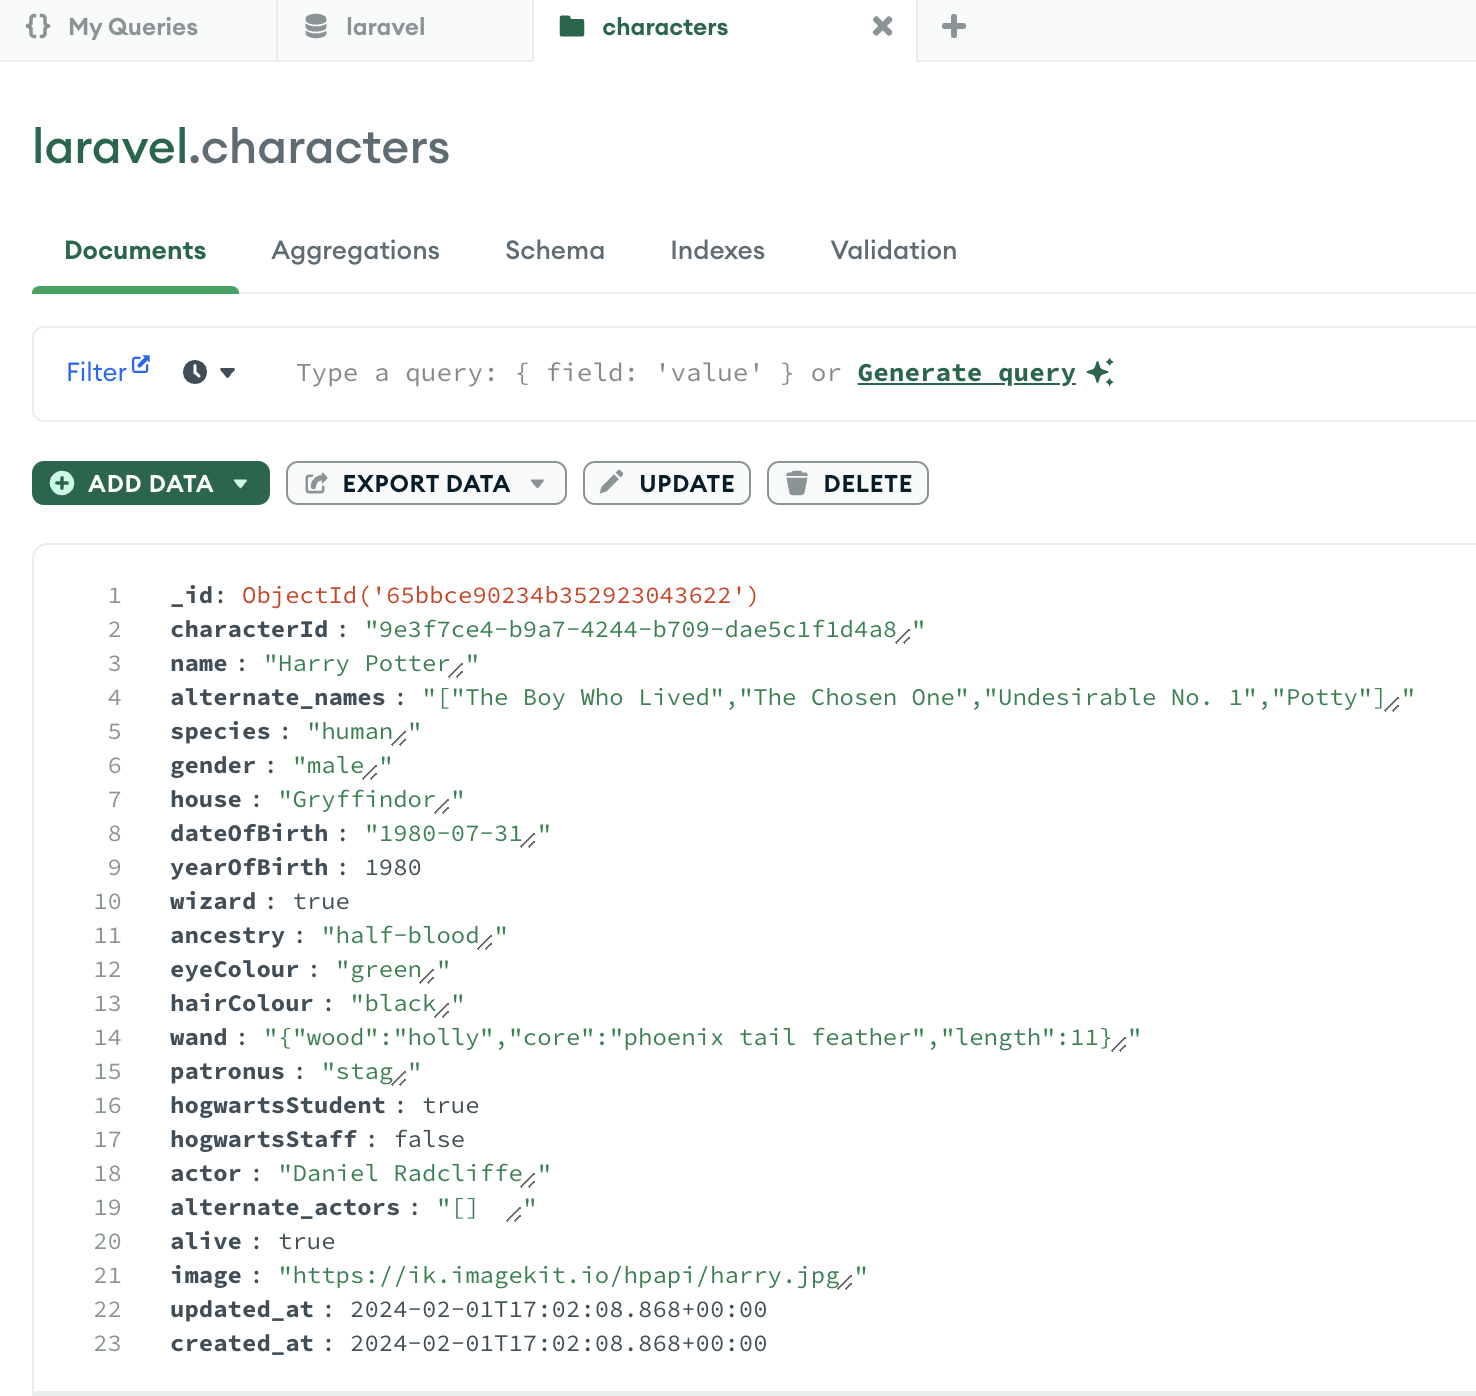 {} My Queries laravel characters
laravel.characters
Documents Aggregations Schema Indexes Validation
Filter Type a query: { field: 'value' } or Generate query
ADD DATA EXPORT DATA UPDATE DELETE
1 _id: ObjectId('65bbce90234b352923043622')
2 characterId : "9e3f7ce4-b9a7-4244-b709-dae5c1f1d4a8"
3 name : "Harry Potter"
4 alternate_names : "["The Boy Who Lived","The Chosen One","Undesirable No. 1","Potty"]"
5 species : "human"
6 gender : "male"
7 house : "Gryffindor"
8 dateOfBirth : "1980-07-31"
9 yearOfBirth : 1980
10 wizard : true
11 ancestry : "half-blood"
12 eyeColour : "green"
13 hairColour : "black"
14 wand : "{"wood":"holly","core":"phoenix tail feather","length":11}"
15 patronus : "stag"
16 hogwartsStudent : true
17 hogwartsStaff : false
18 actor : "Daniel Radcliffe"
19 alternate_actors : "[]"
20 alive : true
21 image : "https://ik.imagekit.io/hpapi/harry.jpg"
22 updated_at : 2024-02-01T17:02:08.868+00:00
23 created_at : 2024-02-01T17:02:08.868+00:00